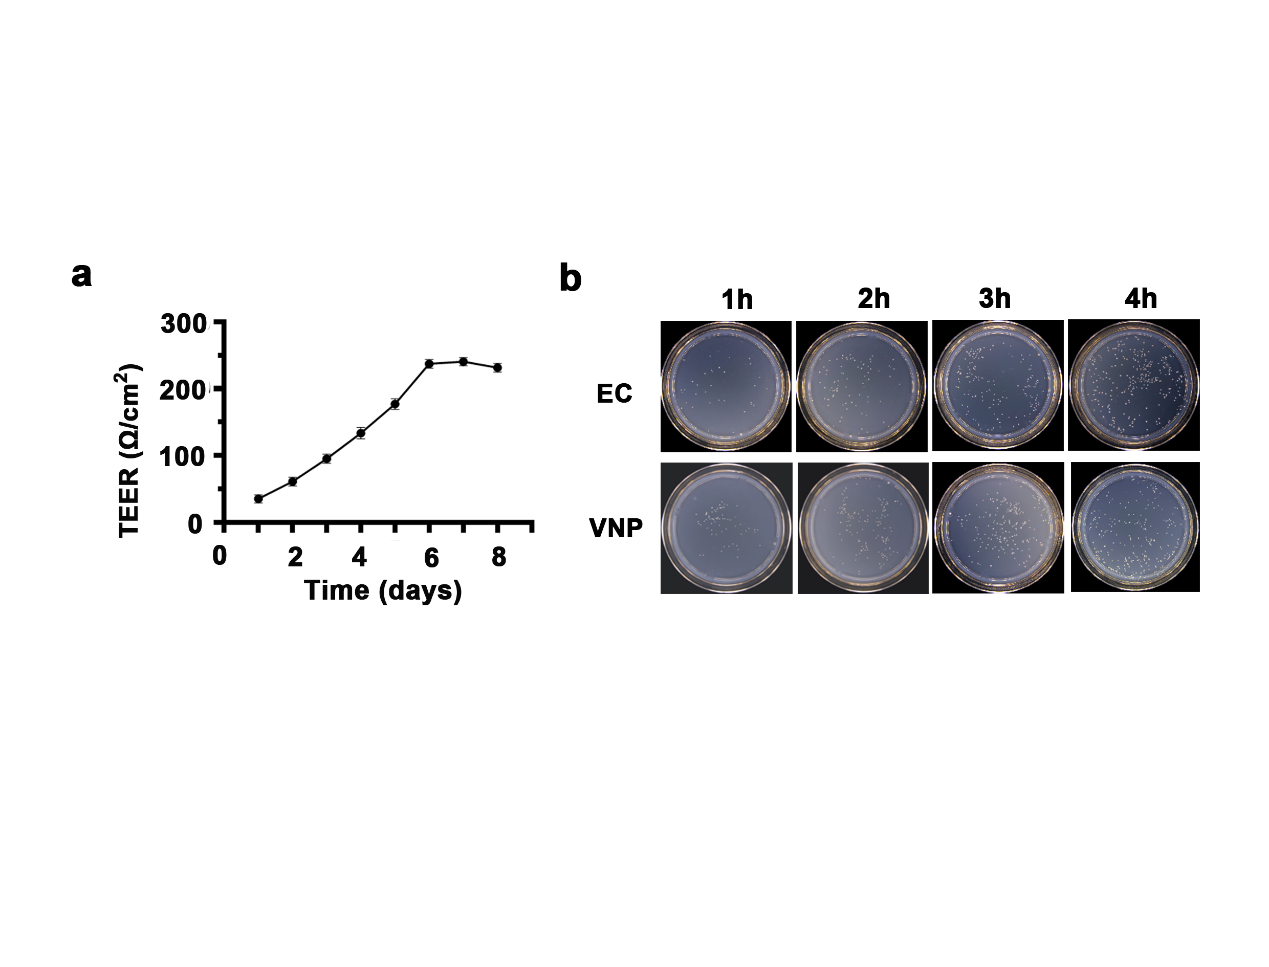 a
300
200
100
0
TEER (Ω/cm²)
0 2 4 6 8
Time (days)
b
1h 2h 3h 4h
EC
VNP